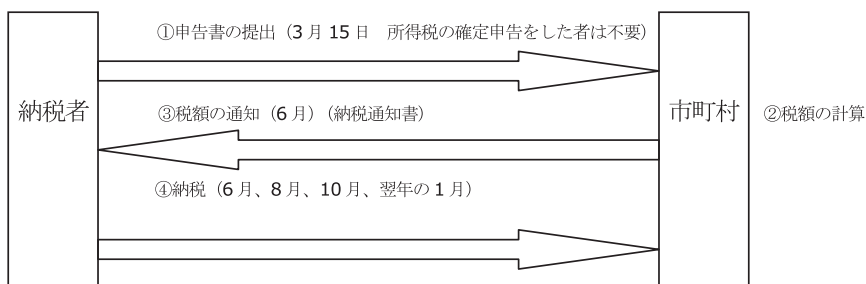 ①申告書の提出（3月15日　所得税の確定申告をした者は不要）
納税者
市町村
②税額の計算
③税額の通知（6月）（納税通知書）
④納税（6月、8月、10月、翌年の1月）